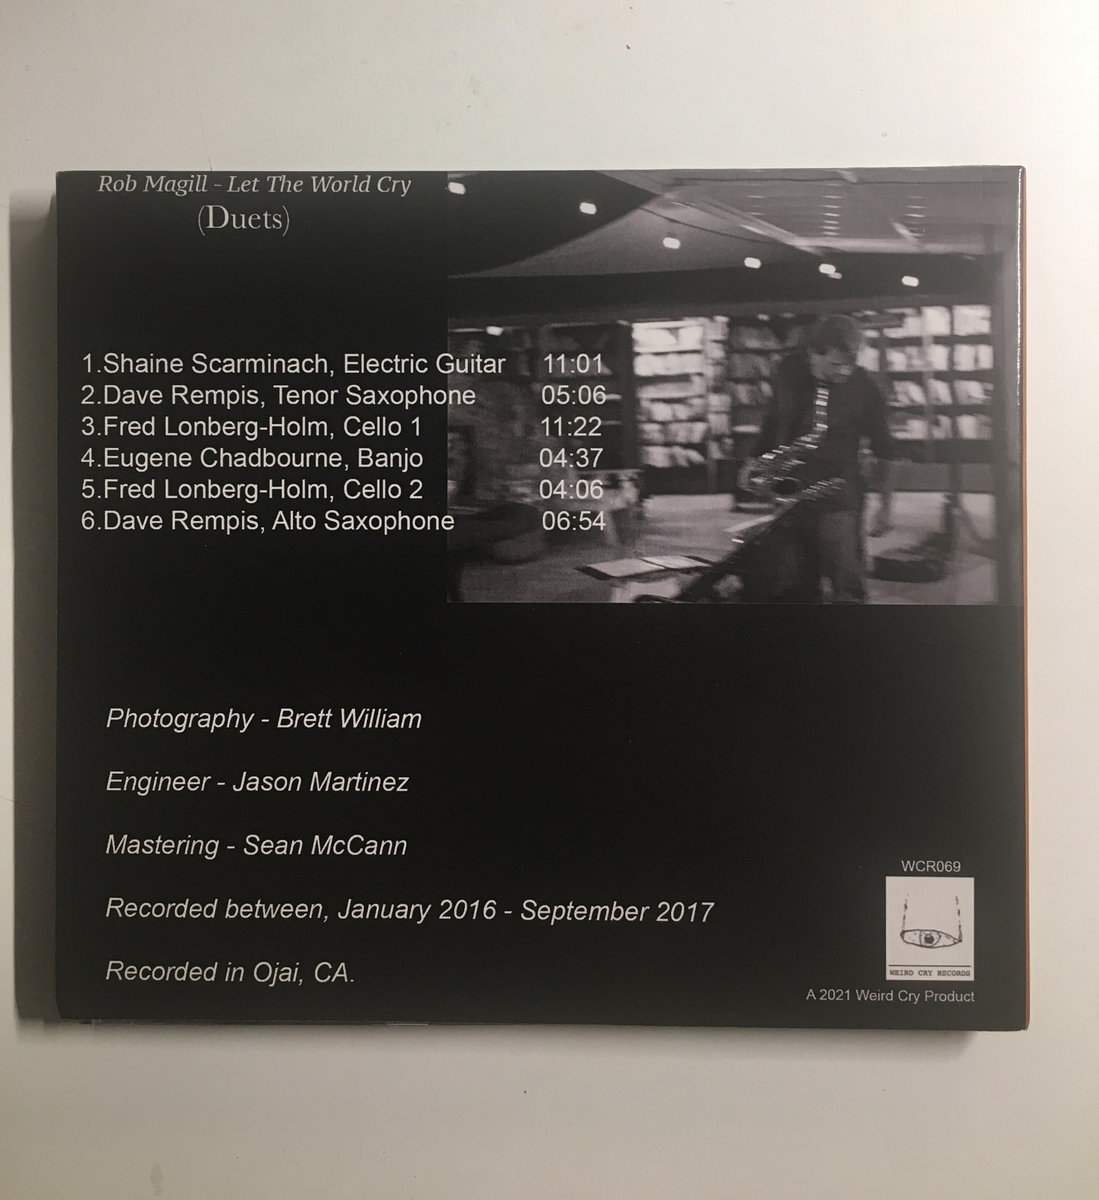 Rob Magill - Let The World Cry
(Duets)
1.Shaine Scarminach, Electric Guitar 11:01
2.Dave Rempis, Tenor Saxophone 05:06
3.Fred Lonberg-Holm, Cello 1 11:22
4.Eugene Chadbourne, Banjo 04:37
5.Fred Lonberg-Holm, Cello 2 04:06
6.Dave Rempis, Alto Saxophone 06:54
Photography - Brett William
Engineer - Jason Martinez
Mastering - Sean McCann
Recorded between, January 2016 - September 2017
Recorded in Ojai, CA.
WCR069
WEIRD CRY RECORDS
A 2021 Weird Cry Product